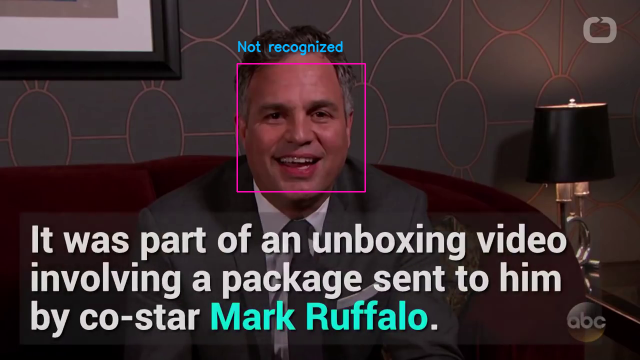 Not recognized
It was part of an unboxing video
involving a package sent to him
by co-star Mark Ruffalo.
abc